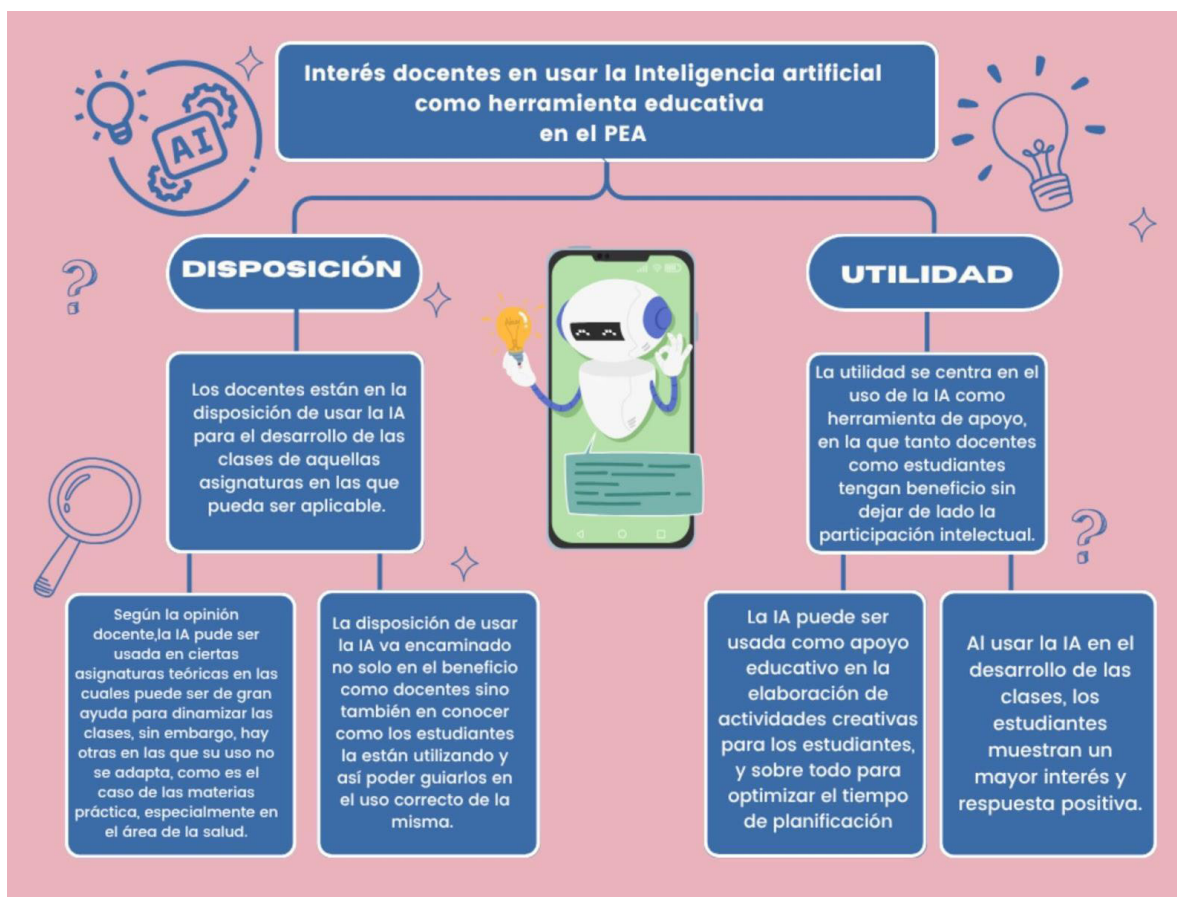 Interés docentes en usar la Inteligencia artificial
como herramienta educativa
en el PEA
AI
DISPOSICIÓN
Los docentes están en la
disposición de usar la IA
para el desarrollo de las
clases de aquellas
asignaturas en las que
pueda ser aplicable.
Según la opinión
docente,la IA pude ser
usada en ciertas
asignaturas teóricas en las
cuales puede ser de gran
ayuda para dinamizar las
clases, sin embargo, hay
otras en las que su uso no
se adapta, como es el
caso de las materias
práctica, especialmente en
el área de la salud.
La disposición de usar
la IA va encaminado
no solo en el beneficio
como docentes sino
también en conocer
como los estudiantes
la están utilizando y
así poder guiarlos en
el uso correcto de la
misma.
UTILIDAD
La utilidad se centra en el
uso de la IA como
herramienta de apoyo,
en la que tanto docentes
como estudiantes
tengan beneficio sin
dejar de lado la
participación intelectual.
La IA puede ser
usada como apoyo
educativo en la
elaboración de
actividades creativas
para los estudiantes,
y sobre todo para
optimizar el tiempo
de planificación
Al usar la IA en el
desarrollo de las
clases, los
estudiantes
muestran un
mayor interés y
respuesta positiva.